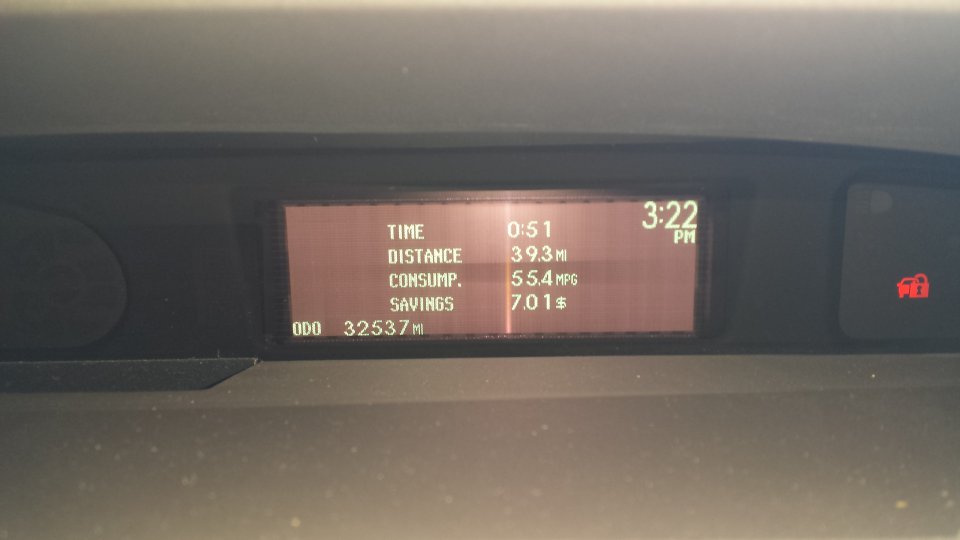 3:22
PM
TIME 0:51
DISTANCE 39.3 MI
CONSUMP. 55.4 MPG
SAVINGS 7.01 $
ODO 32537 MI